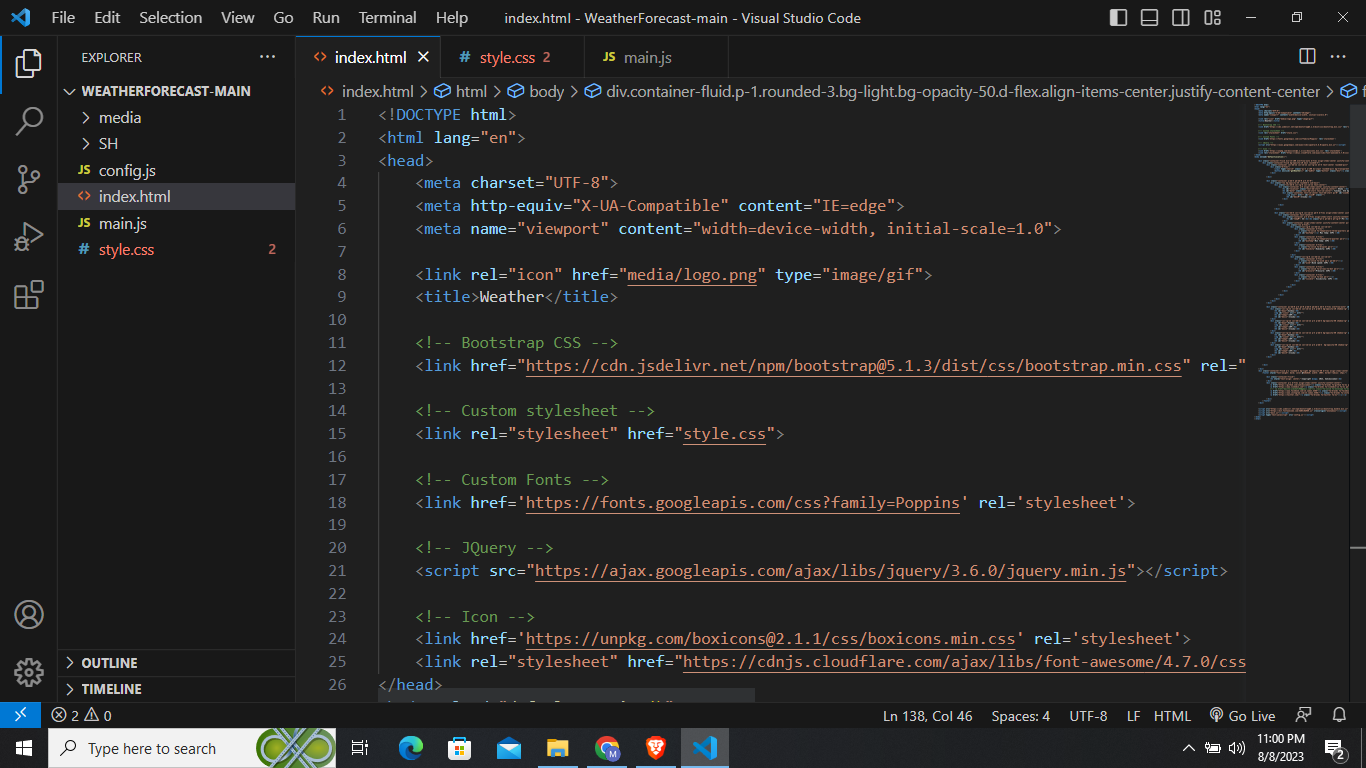 File Edit Selection View Go Run Terminal Help
index.html - WeatherForecast-main - Visual Studio Code
EXPLORER
WEATHERFORECAST-MAIN
media
SH
JS config.js
<> index.html
JS main.js
# style.css 2
OUTLINE
TIMELINE
<> index.html
# style.css 2
JS main.js
<> index.html > html > body > div.container-fluid.p-1.rounded-3.bg-light.bg-opacity-50.d-flex.align-items-center.justify-content-center > f
1 <!DOCTYPE html>
2 <html lang="en">
3 <head>
4 <meta charset="UTF-8">
5 <meta http-equiv="X-UA-Compatible" content="IE=edge">
6 <meta name="viewport" content="width=device-width, initial-scale=1.0">
7
8 <link rel="icon" href="media/logo.png" type="image/gif">
9 <title>Weather</title>
10
11 <!-- Bootstrap CSS -->
12 <link href="https://cdn.jsdelivr.net/npm/bootstrap@5.1.3/dist/css/bootstrap.min.css" rel="
13
14 <!-- Custom stylesheet -->
15 <link rel="stylesheet" href="style.css">
16
17 <!-- Custom Fonts -->
18 <link href='https://fonts.googleapis.com/css?family=Poppins' rel='stylesheet'>
19
20 <!-- JQuery -->
21 <script src="https://ajax.googleapis.com/ajax/libs/jquery/3.6.0/jquery.min.js"></script>
22
23 <!-- Icon -->
24 <link href='https://unpkg.com/boxicons@2.1.1/css/boxicons.min.css' rel='stylesheet'>
25 <link rel="stylesheet" href="https://cdnjs.cloudflare.com/ajax/libs/font-awesome/4.7.0/css
26 </head>
2 0
Ln 138, Col 46 Spaces: 4 UTF-8 LF HTML Go Live
Type here to search
M
11:00 PM
8/8/2023
2